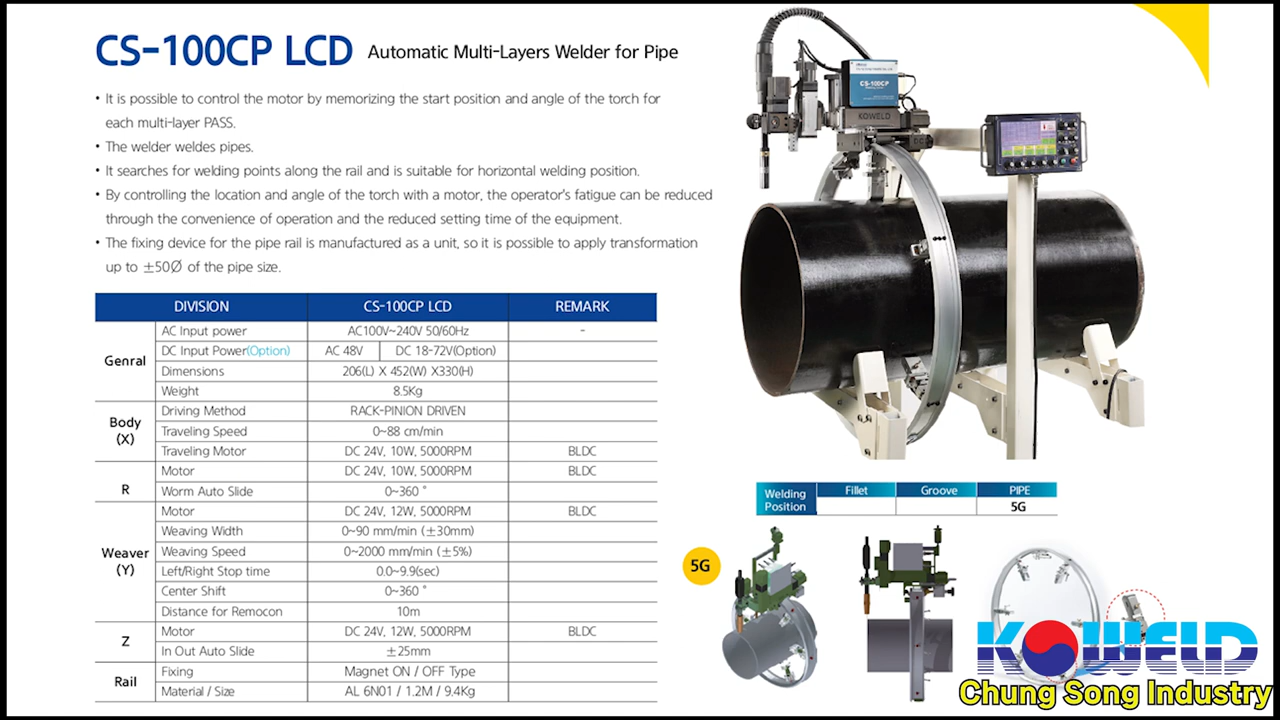 CS-100CP LCD Automatic Multi-Layers Welder for Pipe
• It is possible to control the motor by memorizing the start position and angle of the torch for
each multi-layer PASS.
• The welder weldes pipes.
• It searches for welding points along the rail and is suitable for horizontal welding position.
• By controlling the location and angle of the torch with a motor, the operator's fatigue can be reduced
through the convenience of operation and the reduced setting time of the equipment.
• The fixing device for the pipe rail is manufactured as a unit, so it is possible to apply transformation
up to ±50Ø of the pipe size.
DIVISION CS-100CP LCD REMARK
Genral
AC Input power AC100V~240V 50/60Hz -
DC Input Power(Option) AC 48V DC 18-72V(Option)
Dimensions 206(L) X 452(W) X330(H)
Weight 8.5Kg
Body
(X)
Driving Method RACK-PINION DRIVEN
Traveling Speed 0~88 cm/min
Traveling Motor DC 24V, 10W, 5000RPM BLDC
R
Motor DC 24V, 10W, 5000RPM BLDC
Worm Auto Slide 0~360 °
Weaver
(Y)
Motor DC 24V, 12W, 5000RPM BLDC
Weaving Width 0~90 mm/min (±30mm)
Weaving Speed 0~2000 mm/min (±5%)
Left/Right Stop time 0.0~9.9(sec)
Center Shift 0~360 °
Distance for Remocon 10m
Z
Motor DC 24V, 12W, 5000RPM BLDC
In Out Auto Slide ±25mm
Rail
Fixing Magnet ON / OFF Type
Material / Size AL 6N01 / 1.2M / 9.4Kg
CS-100CP
KOWELD
Welding
Position
Fillet Groove PIPE
5G
5G
KOWELD
Chung Song Industry